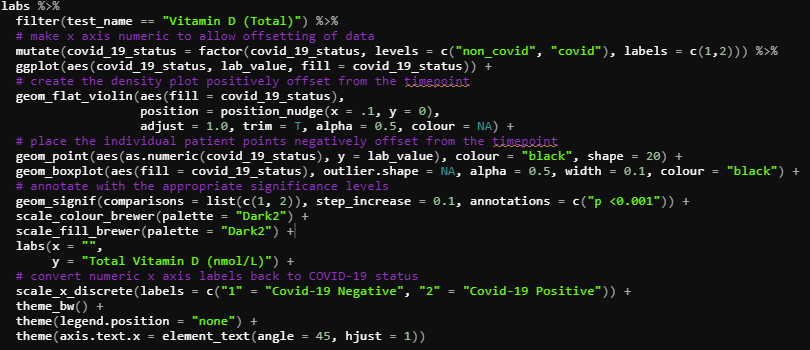 labs %>%
  filter(test_name == "Vitamin D (Total)") %>%
  # make x axis numeric to allow offsetting of data
  mutate(covid_19_status = factor(covid_19_status, levels = c("non_covid", "covid"), labels = c(1,2))) %>%
  ggplot(aes(covid_19_status, lab_value, fill = covid_19_status)) +
  # create the density plot positively offset from the timepoint
  geom_flat_violin(aes(fill = covid_19_status),
                   position = position_nudge(x = .1, y = 0),
                   adjust = 1.0, trim = T, alpha = 0.5, colour = NA) +
  # place the individual patient points negatively offset from the timepoint
  geom_point(aes(as.numeric(covid_19_status), y = lab_value), colour = "black", shape = 20) +
  geom_boxplot(aes(fill = covid_19_status), outlier.shape = NA, alpha = 0.5, width = 0.1, colour = "black") +
  # annotate with the appropriate significance levels
  geom_signif(comparisons = list(c(1, 2)), step_increase = 0.1, annotations = c("p <0.001")) +
  scale_colour_brewer(palette = "Dark2") +
  scale_fill_brewer(palette = "Dark2") +
  labs(x = "",
       y = "Total Vitamin D (nmol/L)") +
  # convert numeric x axis labels back to COVID-19 status
  scale_x_discrete(labels = c("1" = "Covid-19 Negative", "2" = "Covid-19 Positive")) +
  theme_bw() +
  theme(legend.position = "none") +
  theme(axis.text.x = element_text(angle = 45, hjust = 1))